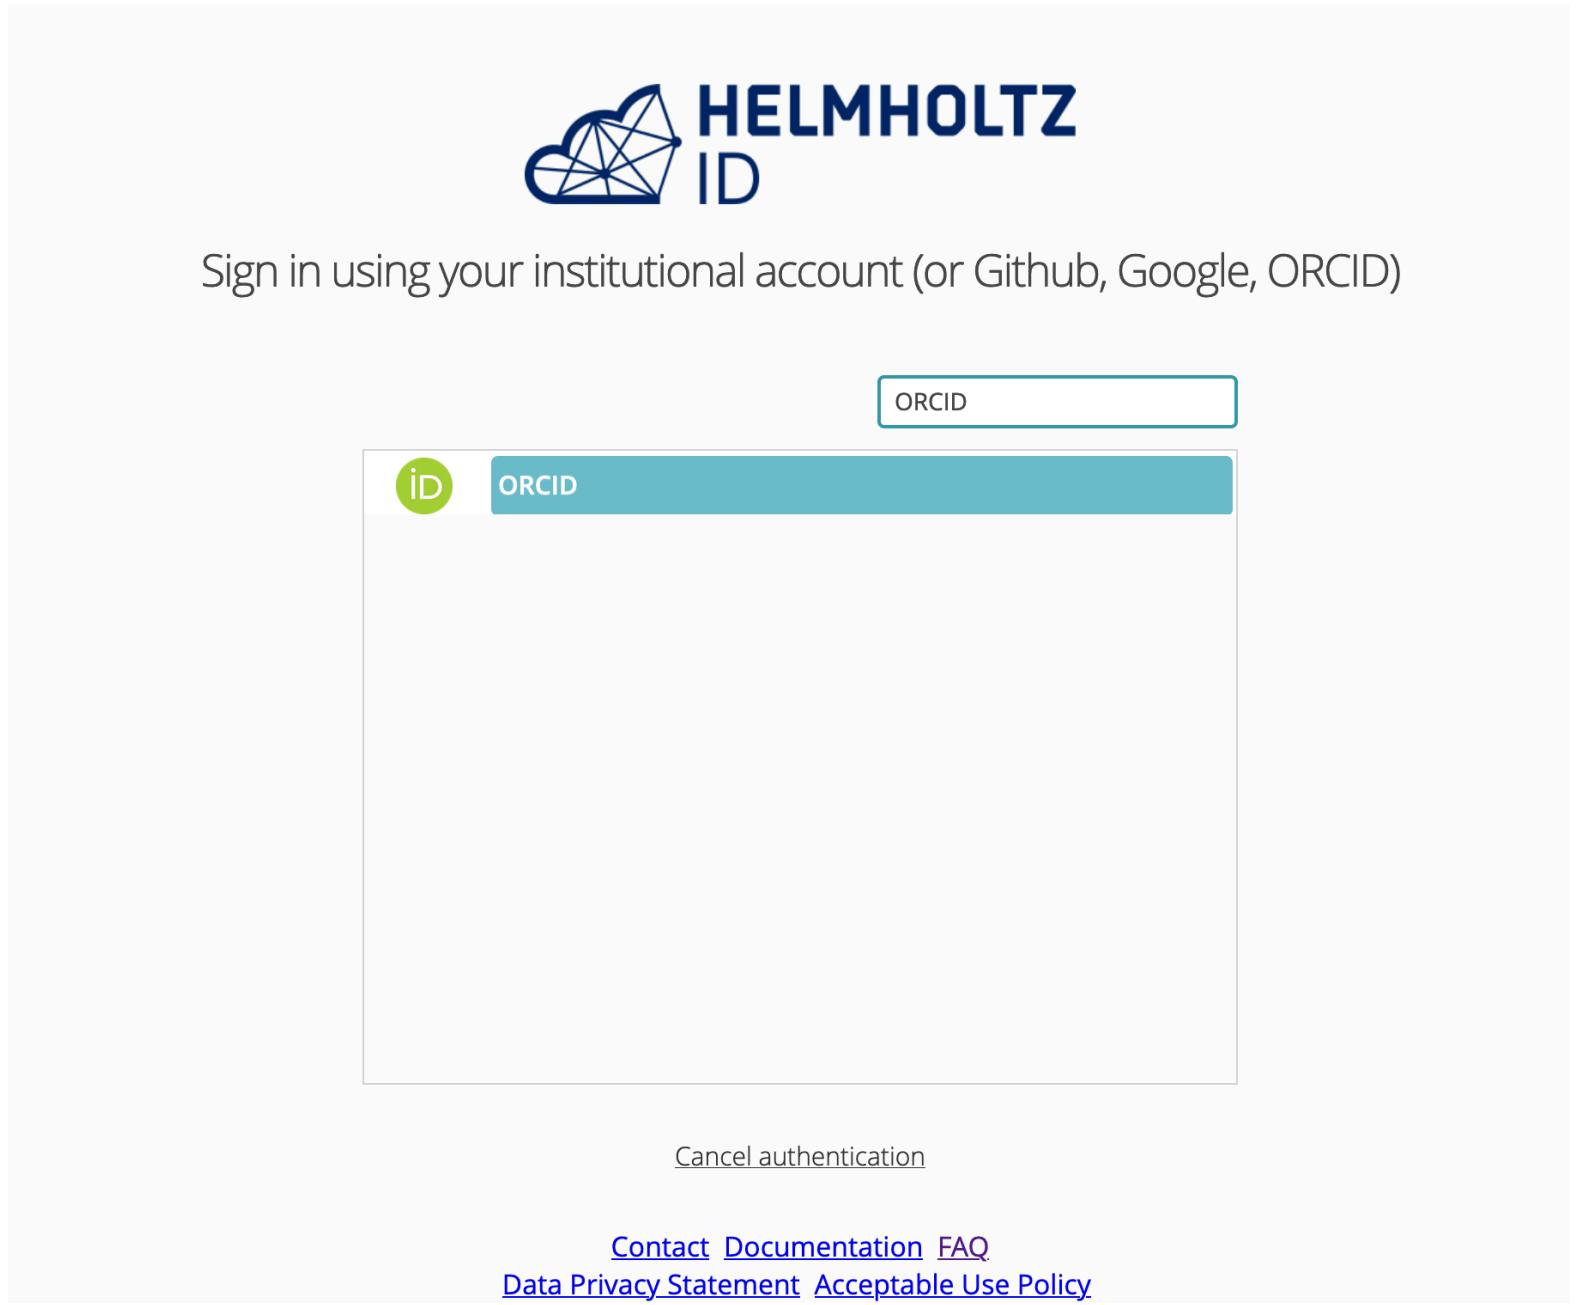 HELMHOLTZ
ID
Sign in using your institutional account (or Github, Google, ORCID)
ORCID
iD ORCID
Cancel authentication
Contact Documentation FAQ
Data Privacy Statement Acceptable Use Policy